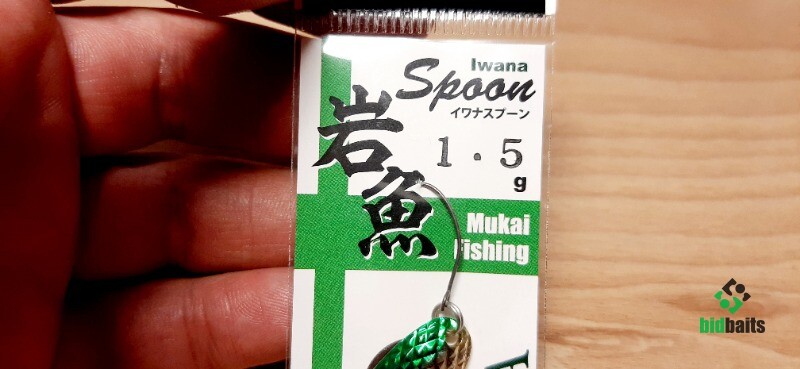 Iwana
Spoon
イワナスプーン
1.5
g
岩魚
Mukai
Fishing
bidbaits